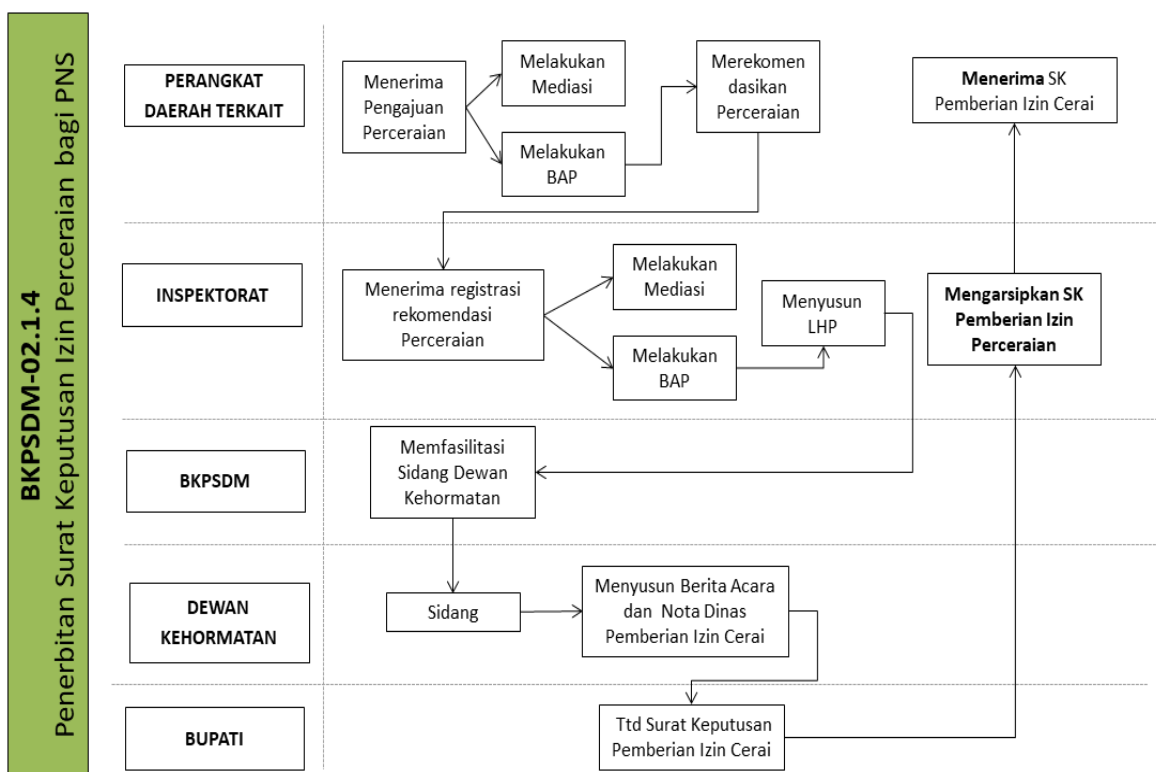 BKPSDM-02.1.4
Penerbitan Surat Keputusan Izin Perceraian bagi PNS
PERANGKAT
DAERAH TERKAIT
Menerima
Pengajuan
Perceraian
Melakukan
Mediasi
Melakukan
BAP
Merekomen
dasikan
Perceraian
Menerima SK
Pemberian Izin Cerai
INSPEKTORAT
Menerima registrasi
rekomendasi
Perceraian
Melakukan
Mediasi
Melakukan
BAP
Menyusun
LHP
Mengarsipkan SK
Pemberian Izin
Perceraian
BKPSDM
Memfasilitasi
Sidang Dewan
Kehormatan
DEWAN
KEHORMATAN
Sidang
Menyusun Berita Acara
dan Nota Dinas
Pemberian Izin Cerai
BUPATI
Ttd Surat Keputusan
Pemberian Izin Cerai